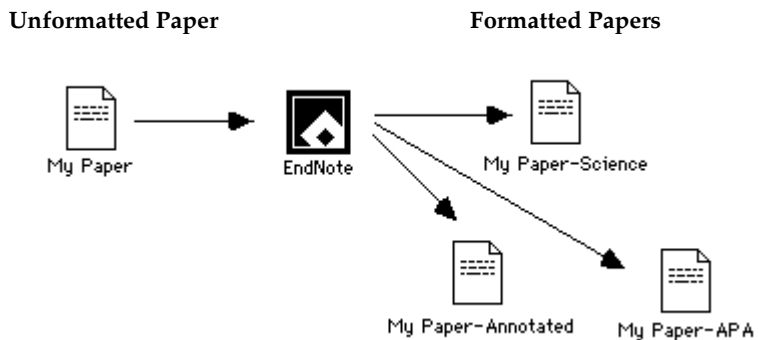 Unformatted Paper
Formatted Papers
My Paper
EndNote
My Paper-Science
My Paper-Annotated
My Paper-APA